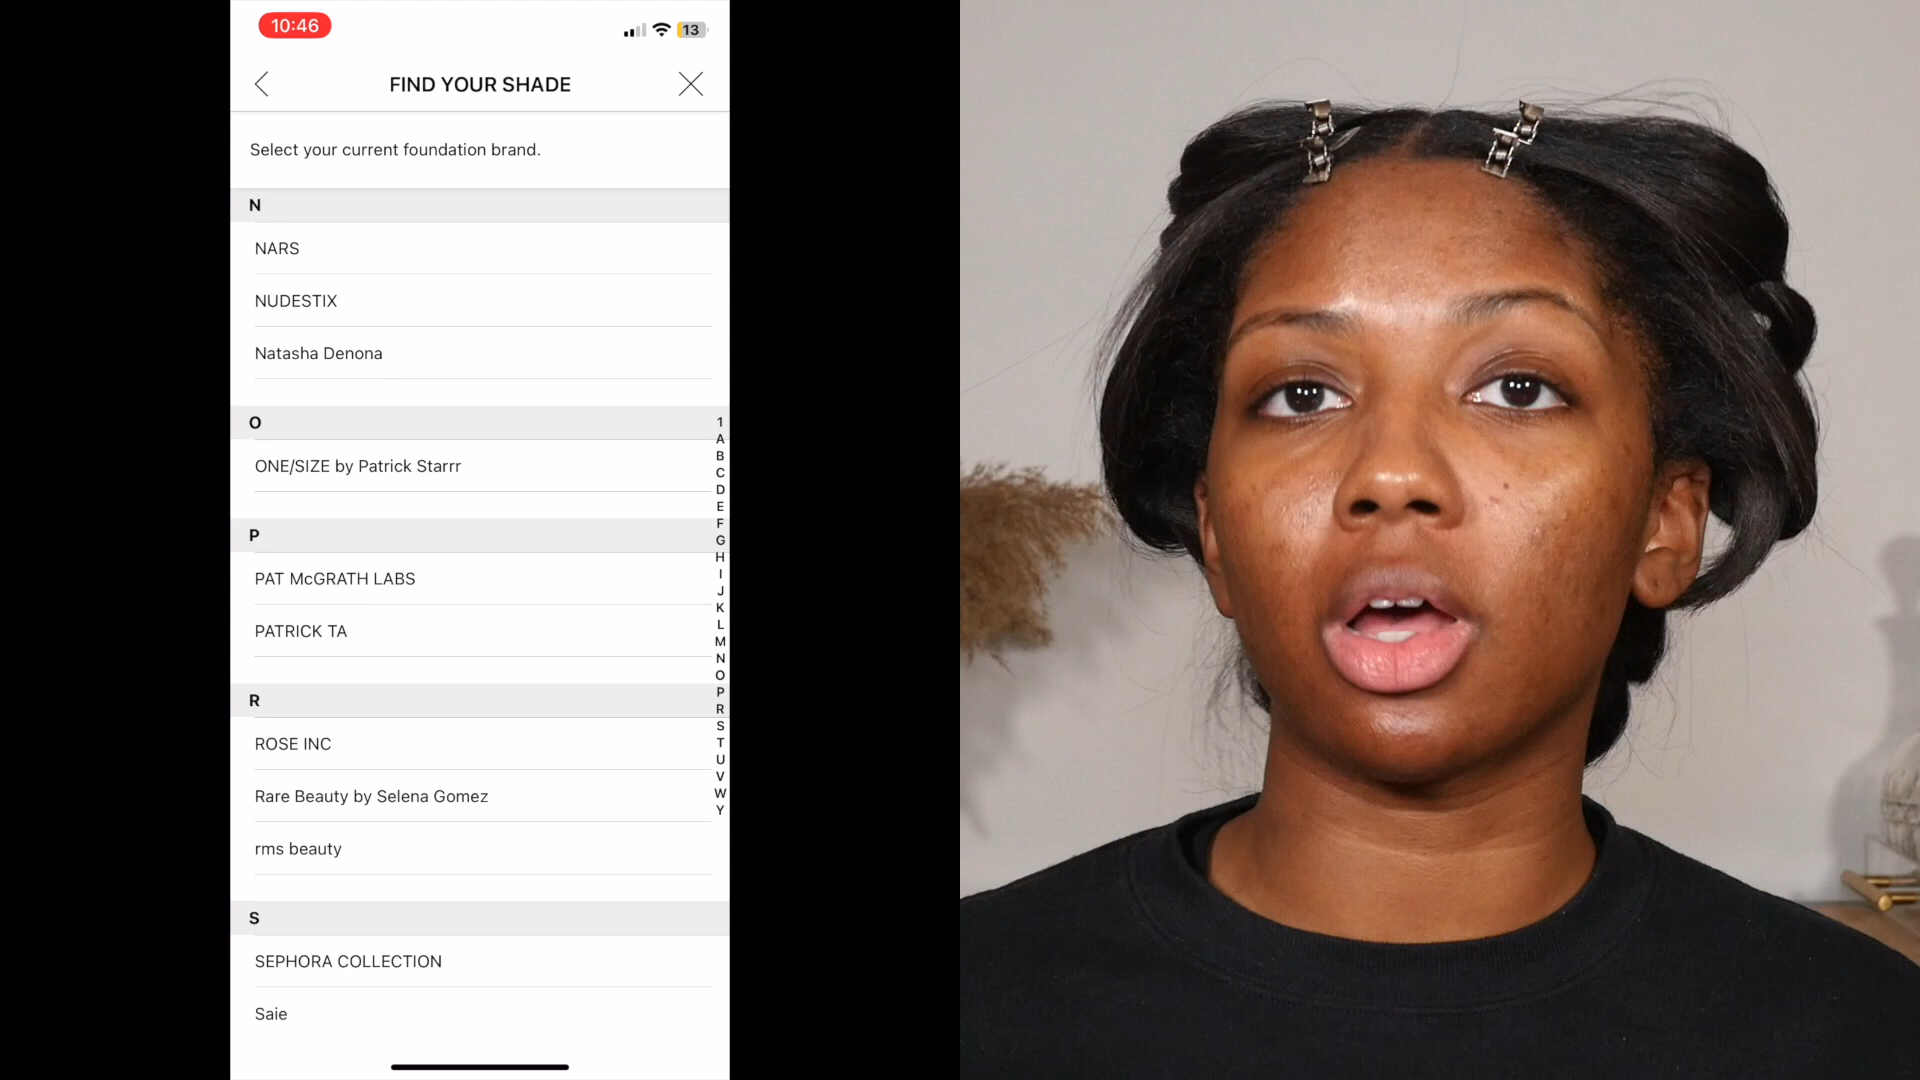 10:46
13
FIND YOUR SHADE
Select your current foundation brand.
N
NARS
NUDESTIX
Natasha Denona
O
ONE/SIZE by Patrick Starrr
P
PAT McGRATH LABS
PATRICK TA
R
ROSE INC
Rare Beauty by Selena Gomez
rms beauty
S
SEPHORA COLLECTION
Saie
1
A
B
C
D
E
F
G
H
I
J
K
L
M
N
O
P
R
S
T
U
V
W
Y